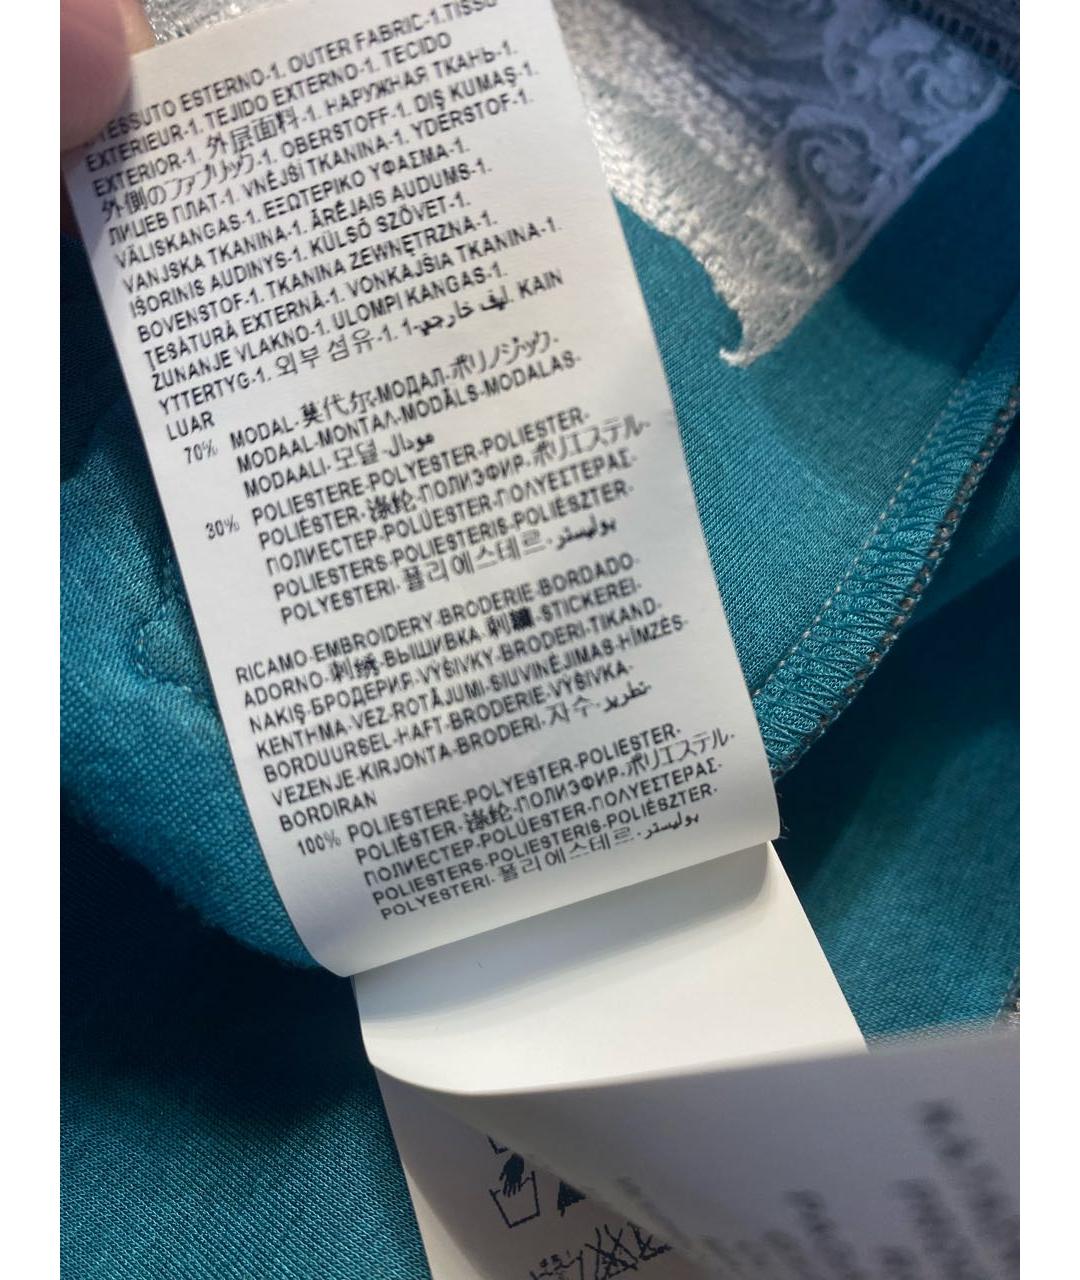 TESSUTO ESTERNO-1. OUTER FABRIC-1.TISSU
EXTERIEUR-1. TEJIDO EXTERNO-1. TECIDO
EXTERIOR-1. 外层面料-1. НАРУЖНАЯ ТКАНЬ-1.
外側のファブリック-1. OBERSTOFF-1. DIŞ KUMAŞ-1.
ЛИЦЕВ ПЛАТ-1. VNĚJŠÍ TKANINA-1. YDERSTOF-1.
VÄLISKANGAS-1. ΕΞΩΤΕΡΙΚΟ ΥΦΑΣΜΑ-1.
VANJSKA TKANINA-1. ĀRĒJAIS AUDUMS-1.
IŠORINIS AUDINYS-1. KÜLSŐ SZÖVET-1.
BOVENSTOF-1. TKANINA ZEWNĘTRZNA-1.
ŢESĂTURĂ EXTERNĂ-1. VONKAJŠIA TKANINA-1.
ZUNANJE VLAKNO-1. ULOMPI KANGAS-1.
YTTERTYG-1. 외부 섬유-1. ليف خارجي-1. KAIN
LUAR
70% MODAL-莫代尔-МОДАЛ-ポリノジック-
MODAAL-ΜΟΝΤΑΛ-MODĀLS-MODALAS-
MODAALI-모달-مودال
30% POLIESTERE-POLYESTER-POLIESTER-
POLIÉSTER-涤纶-ПОЛИЭФИР-ポリエステル-
ПОЛИЕСТЕР-POLÜESTER-ΠΟΛΥΕΣΤΕΡΑΣ-
POLIESTERS-POLIESTERIS-POLIÉSZTER-
POLYESTERI-폴리에스테르-بوليستر
RICAMO-EMBROIDERY-BRODERIE-BORDADO-
ADORNO-刺绣-ВЫШИВКА-刺繍-STICKEREI-
NAKIŞ-БРОДЕРИЯ-VÝŠIVKY-BRODERI-TIKAND-
ΚΕΝΤΗΜΑ-VEZ-ROTĀJUMI-SIUVINĖJIMAS-HÍMZÉS-
BORDUURSEL-HAFT-BRODERIE-VÝŠIVKA-
VEZENJE-KIRJONTA-BRODERI-자수-تطريز-
BORDIRAN
100% POLIESTERE-POLYESTER-POLIESTER-
POLIÉSTER-涤纶-ПОЛИЭФИР-ポリエステル-
ПОЛИЕСТЕР-POLÜESTER-ΠΟΛΥΕΣΤΕΡΑΣ-
POLIESTERS-POLIESTERIS-POLIÉSZTER-
POLYESTERI-폴리에스테르-بوليستر